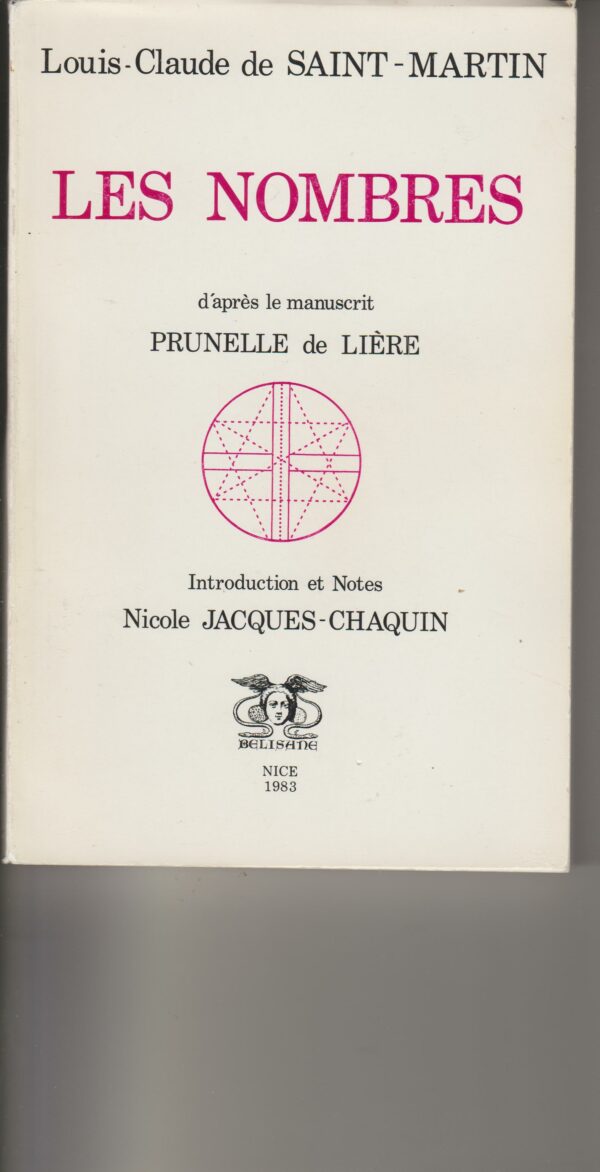 Louis-Claude de SAINT-MARTIN
LES NOMBRES
d'après le manuscrit
PRUNELLE de LIÈRE
Introduction et Notes
Nicole JACQUES-CHAQUIN
BELISANE
NICE
1983